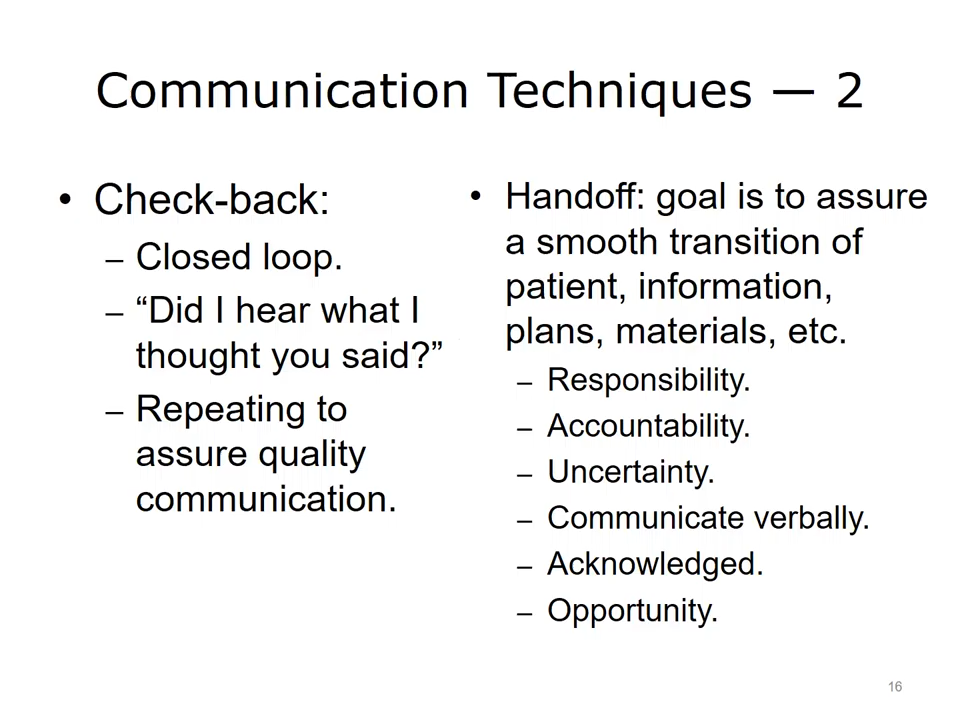 Communication Techniques — 2
• Check-back:
– Closed loop.
– “Did I hear what I
thought you said?”
– Repeating to
assure quality
communication.
• Handoff: goal is to assure
a smooth transition of
patient, information,
plans, materials, etc.
– Responsibility.
– Accountability.
– Uncertainty.
– Communicate verbally.
– Acknowledged.
– Opportunity.
16